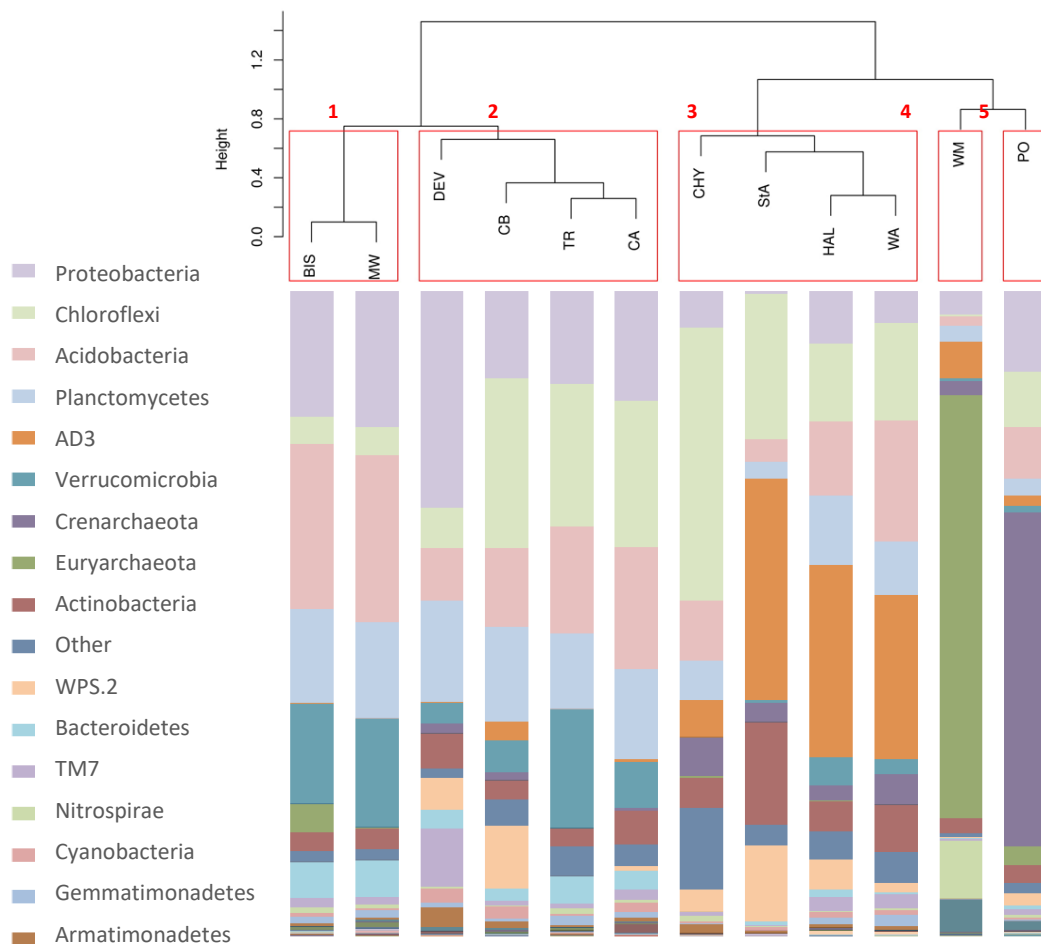 1.2
0.8
0.4
0.0
Height
1
2
3
4
5
BIS
MW
DEV
CB
TR
CA
CHY
StA
HAL
WA
WM
PO
Proteobacteria
Chloroflexi
Acidobacteria
Planctomycetes
AD3
Verrucomicrobia
Crenarchaeota
Euryarchaeota
Actinobacteria
Other
WPS.2
Bacteroidetes
TM7
Nitrospirae
Cyanobacteria
Gemmatimonadetes
Armatimonadetes